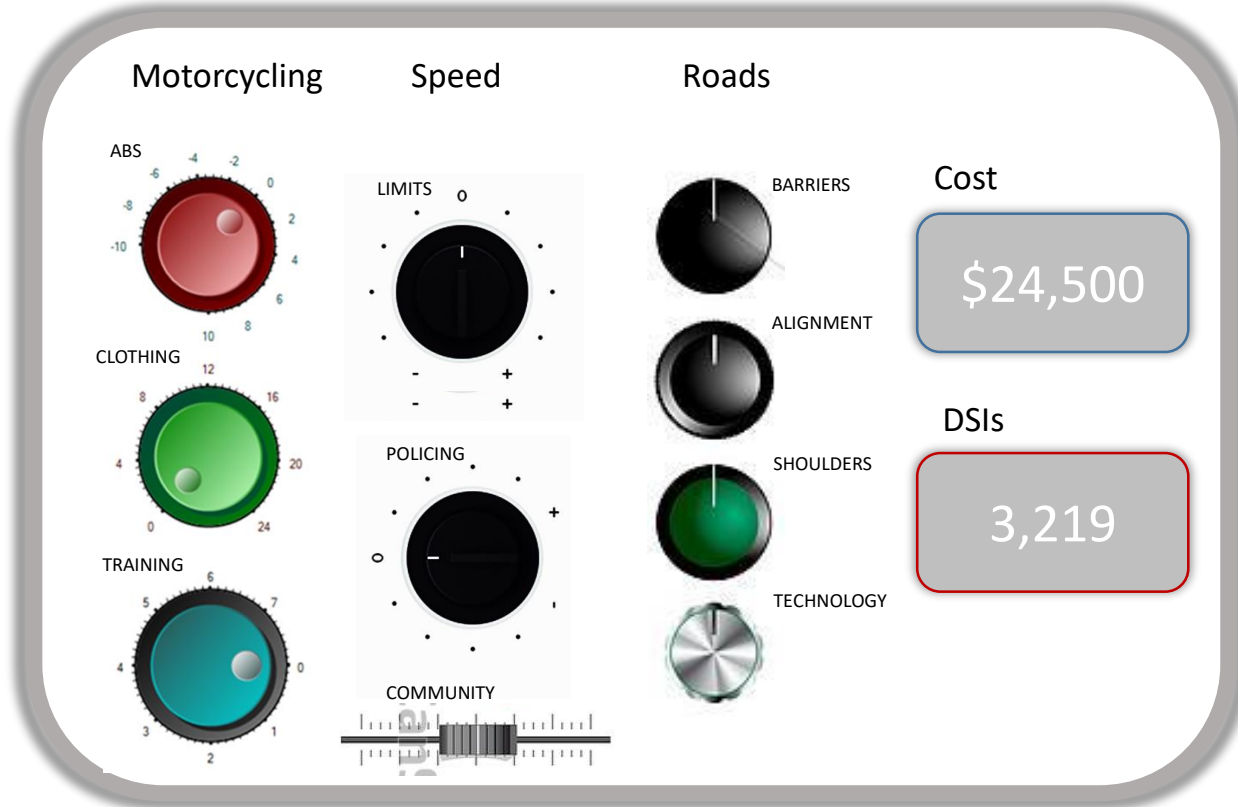 Motorcycling
Speed
Roads
ABS
-10
-8
-6
-4
-2
0
2
4
6
8
10
CLOTHING
0
4
8
12
16
20
24
TRAINING
0
1
2
3
4
5
6
7
LIMITS
0
- +
- +
POLICING
0
+
-
COMMUNITY
an
BARRIERS
ALIGNMENT
SHOULDERS
TECHNOLOGY
Cost
$24,500
DSIs
3,219